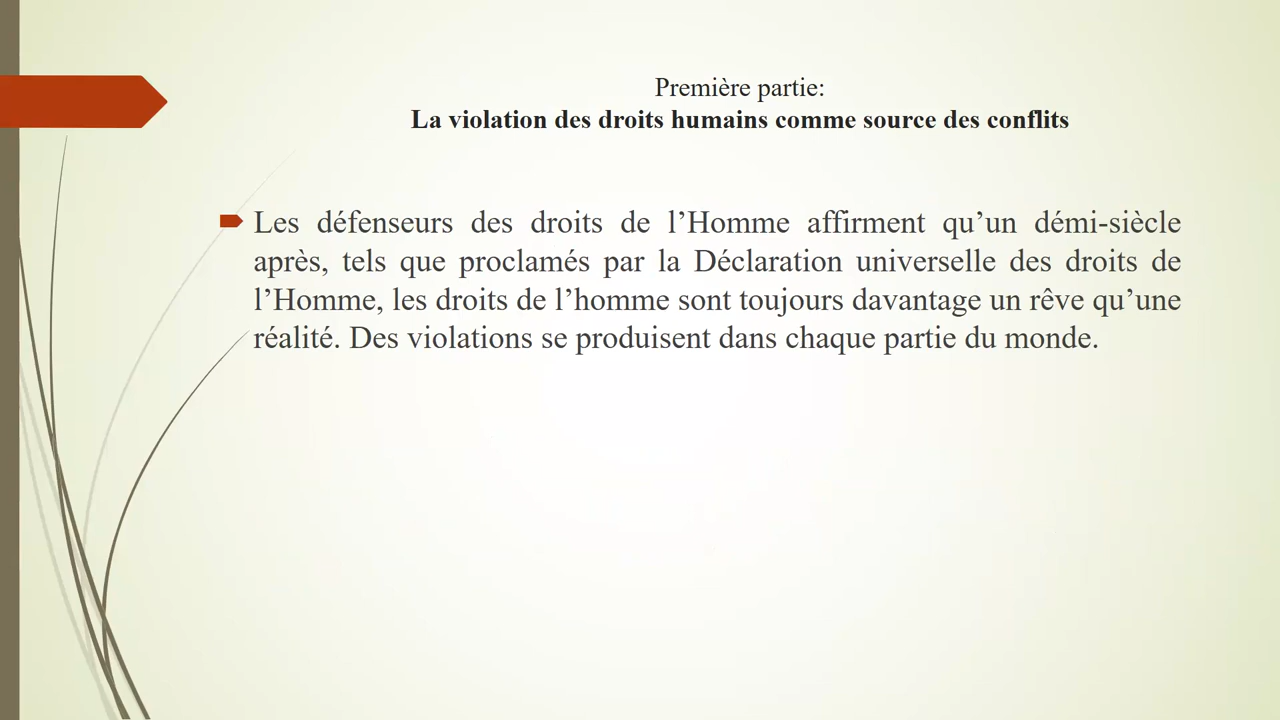 Première partie:
La violation des droits humains comme source des conflits
Les défenseurs des droits de l’Homme affirment qu’un démi-siècle
après, tels que proclamés par la Déclaration universelle des droits de
l’Homme, les droits de l’homme sont toujours davantage un rêve qu’une
réalité. Des violations se produisent dans chaque partie du monde.